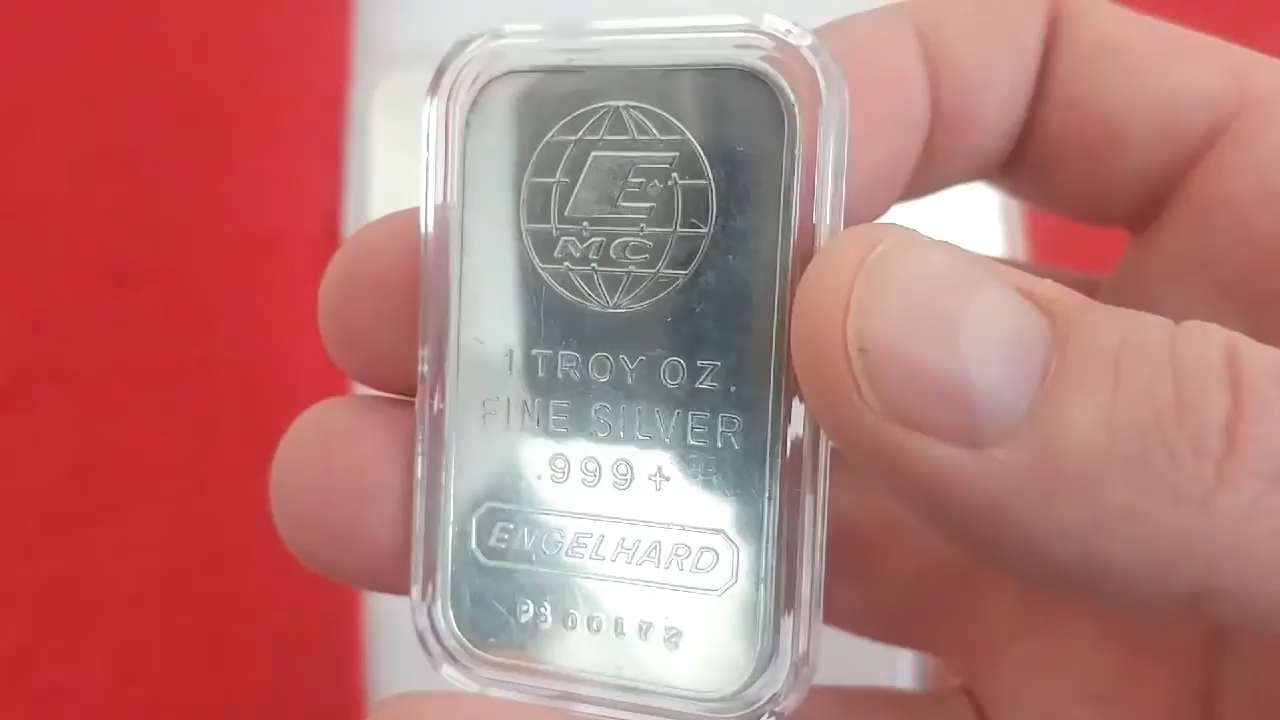 E
MC
1 TROY OZ.
FINE SILVER
.999+
ENGELHARD
PS 00172